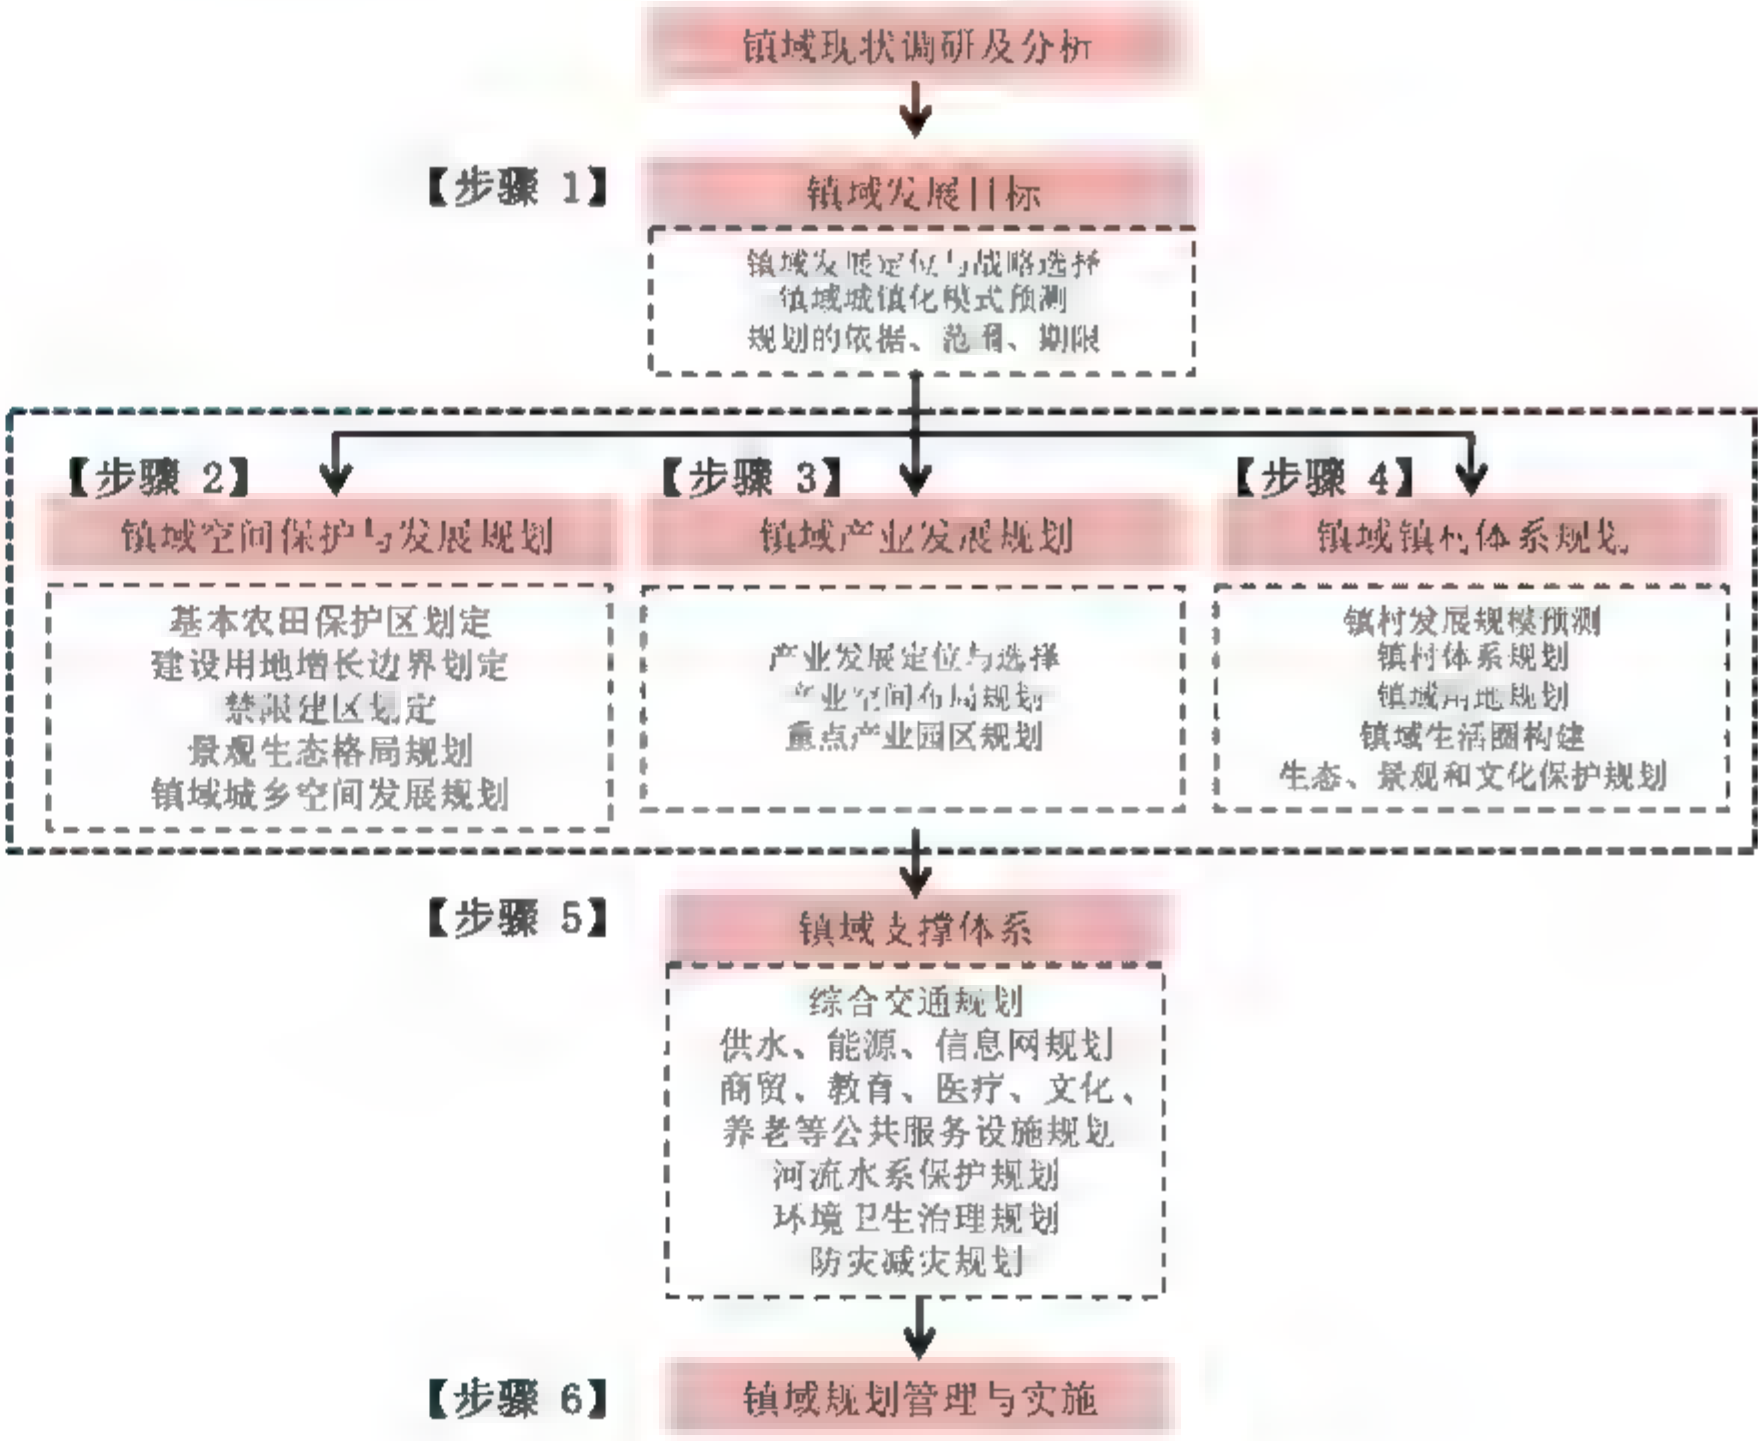 镇域现状调研及分析
【步骤 1】
镇域发展目标
镇域发展定位与战略选择
镇域城镇化模式预测
规划的依据、范围、期限
【步骤 2】
镇域空间保护与发展规划
基本农田保护区划定
建设用地增长边界划定
禁限建区划定
景观生态格局规划
镇域城乡空间发展规划
【步骤 3】
镇域产业发展规划
产业发展定位与选择
产业空间布局规划
重点产业园区规划
【步骤 4】
镇域镇村体系规划
镇村发展规模预测
镇村体系规划
镇域用地规划
镇域生活圈构建
生态、景观和文化保护规划
【步骤 5】
镇域支撑体系
综合交通规划
供水、能源、信息网规划
商贸、教育、医疗、文化、
养老等公共服务设施规划
河流水系保护规划
环境卫生治理规划
防灾减灾规划
【步骤 6】
镇域规划管理与实施